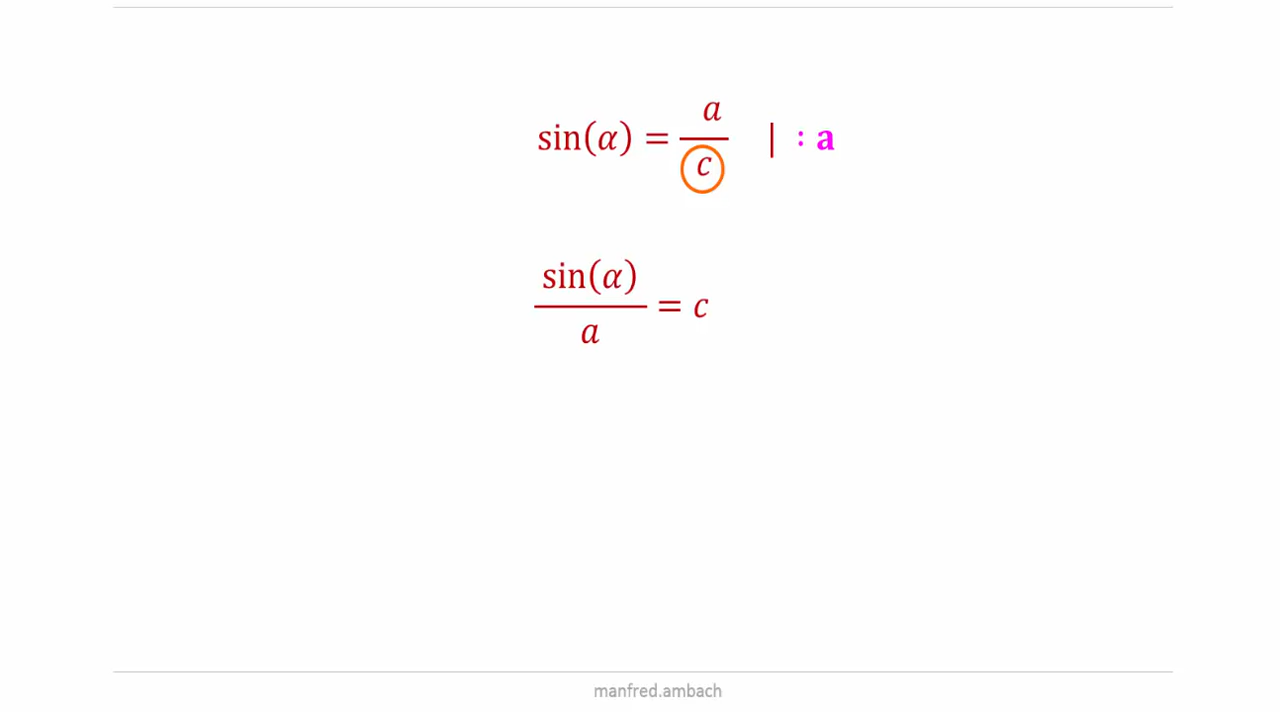 sin(α) = a/c | : a
sin(α)/a = c
manfred.ambach